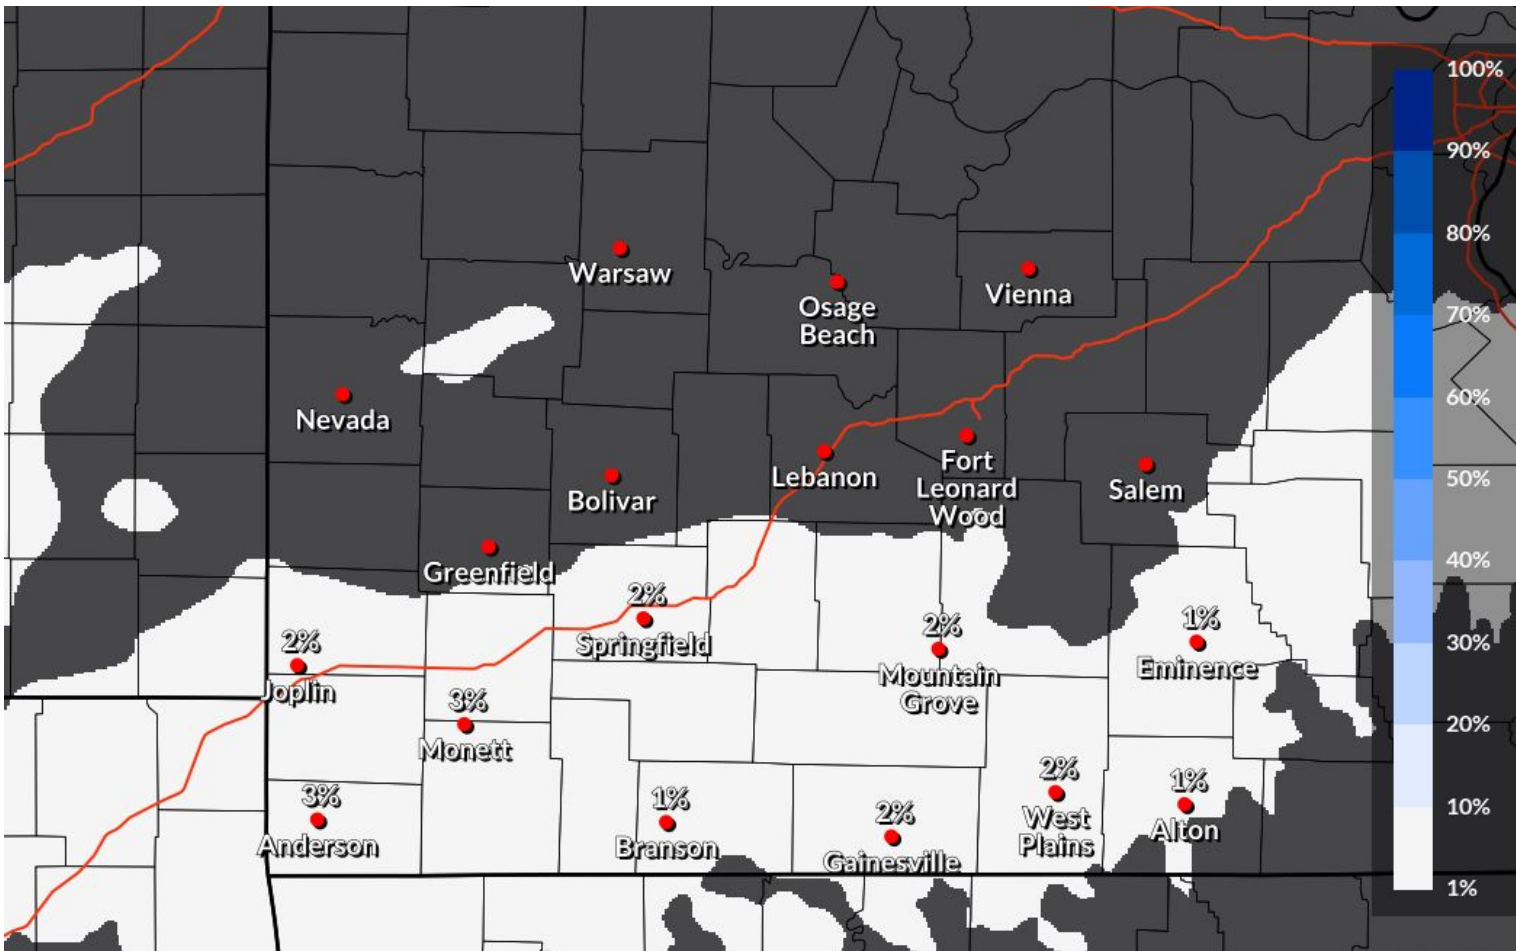 100%
90%
80%
70%
60%
50%
40%
30%
20%
10%
1%
Warsaw
Osage
Beach
Vienna
Nevada
Bolivar
Lebanon
Fort
Leonard
Wood
Salem
Greenfield
2%
Springfield
2%
Joplin
2%
Mountain
Grove
1%
Eminence
3%
Monett
3%
Anderson
1%
Branson
2%
Gainesville
2%
West
Plains
1%
Alton